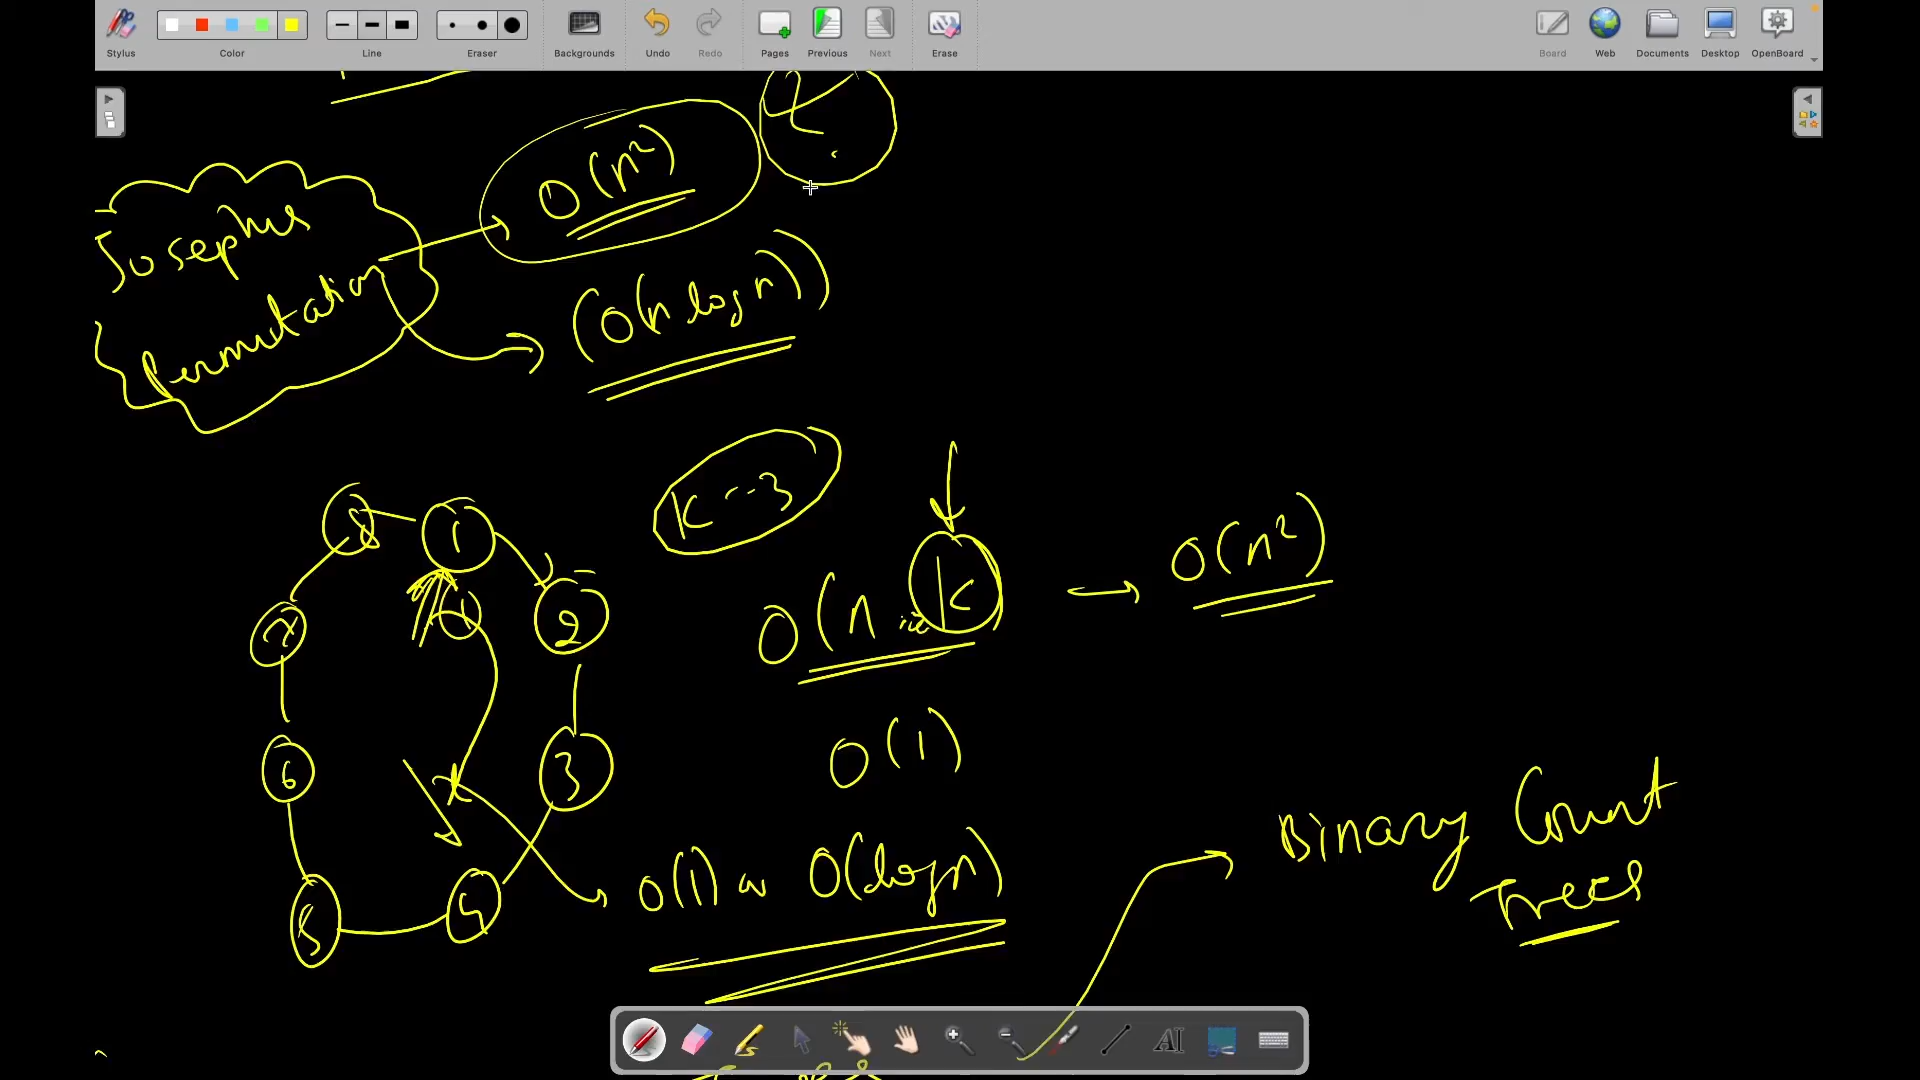 Stylus
Color
Line
Eraser
Backgrounds
Undo
Redo
Pages
Previous
Next
Erase
Board
Web
Documents
Desktop
OpenBoard
O(n²)
Josephus
Permutation
(O(n log n))
K = 3
8
1
2
3
4
5
6
7
1
O(n k)
O(n²)
O(1)
O(1) or O(log n)
Binary Count
Trees